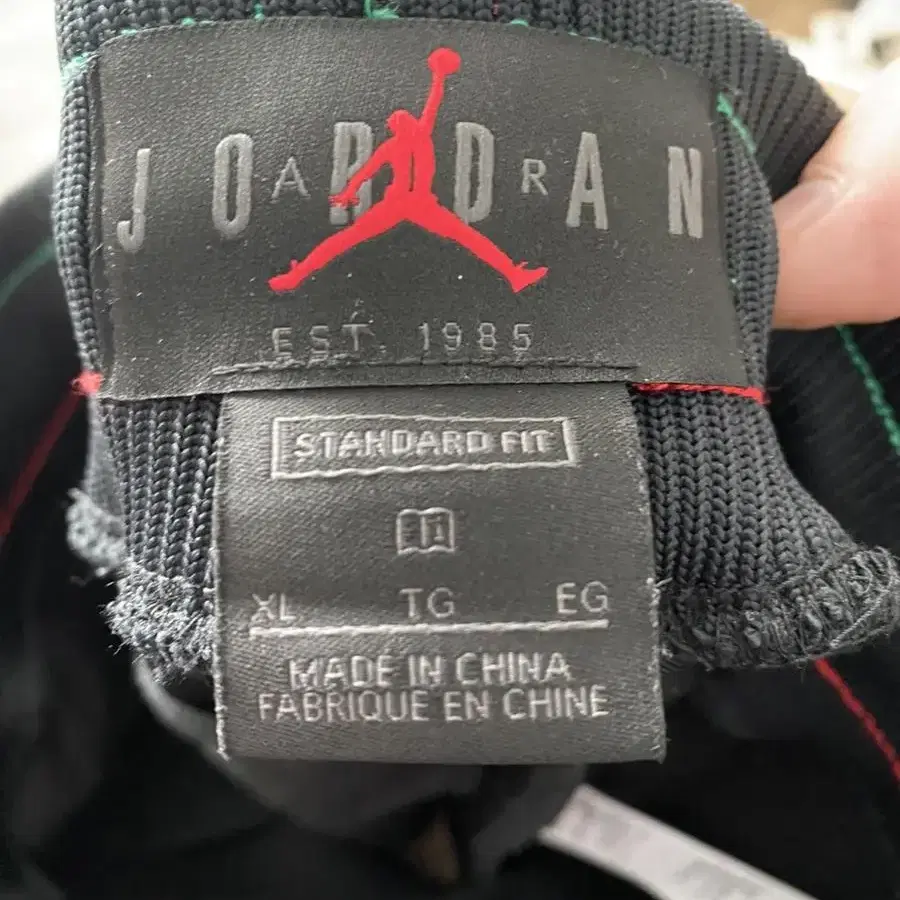 JORDAN
AIR
EST. 1985
STANDARD FIT
XL TG EG
MADE IN CHINA
FABRIQUE EN CHINE